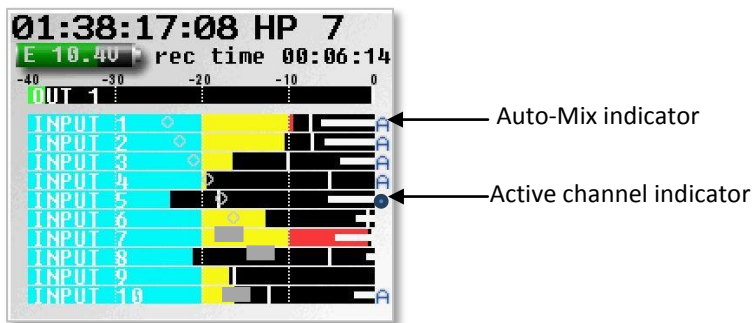 01:38:17:08 HP 7
E 10.4V rec time 00:06:14
-40 -30 -20 -10 0
OUT 1
INPUT 1 A
INPUT 2 A
INPUT 3 A
INPUT 4 A
INPUT 5
INPUT 6
INPUT 7
INPUT 8
INPUT 9
INPUT 10 A
Auto-Mix indicator
Active channel indicator